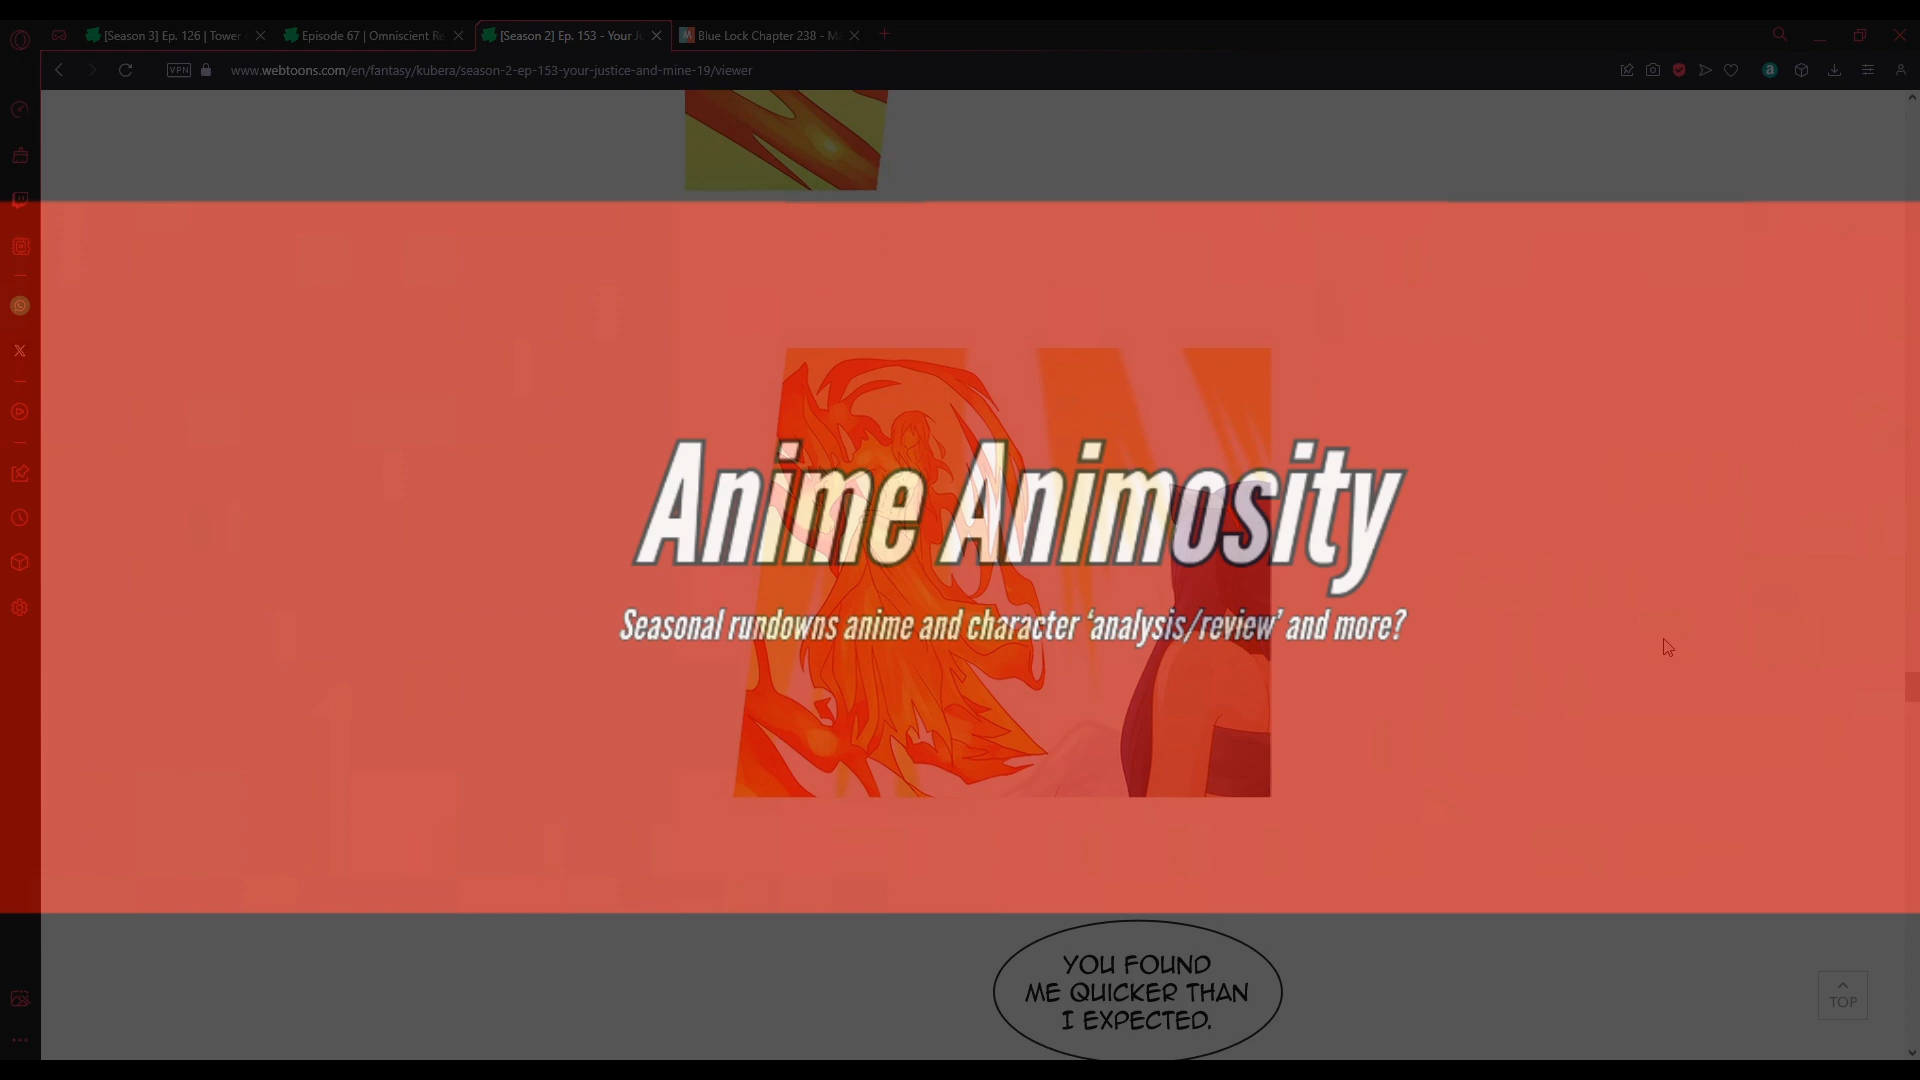 [Season 3] Ep. 126 | Tower
Episode 67 | Omniscient Re
[Season 2] Ep. 153 - Your Ju
Blue Lock Chapter 238 - M
VPN
www.webtoons.com/en/fantasy/kubera/season-2-ep-153-your-justice-and-mine-19/viewer
Anime Animosity
Seasonal rundowns anime and character ‘analysis/review’ and more?
YOU FOUND
ME QUICKER THAN
I EXPECTED.
TOP